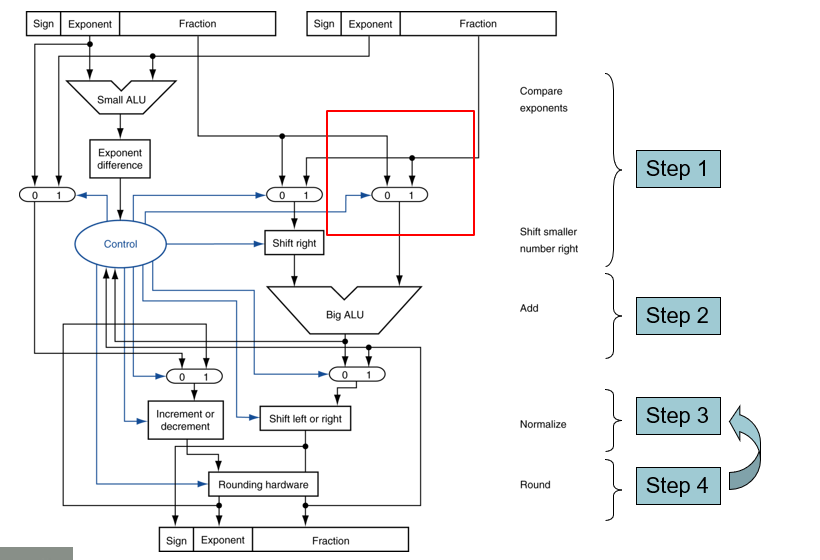 Sign Exponent Fraction
Sign Exponent Fraction
Small ALU
Compare
exponents
Exponent
difference
Step 1
0 1
0 1
0 1
Control
Shift right
Shift smaller
number right
Big ALU
Add
Step 2
0 1
0 1
Increment or
decrement
Shift left or right
Normalize
Step 3
Rounding hardware
Round
Step 4
Sign Exponent Fraction